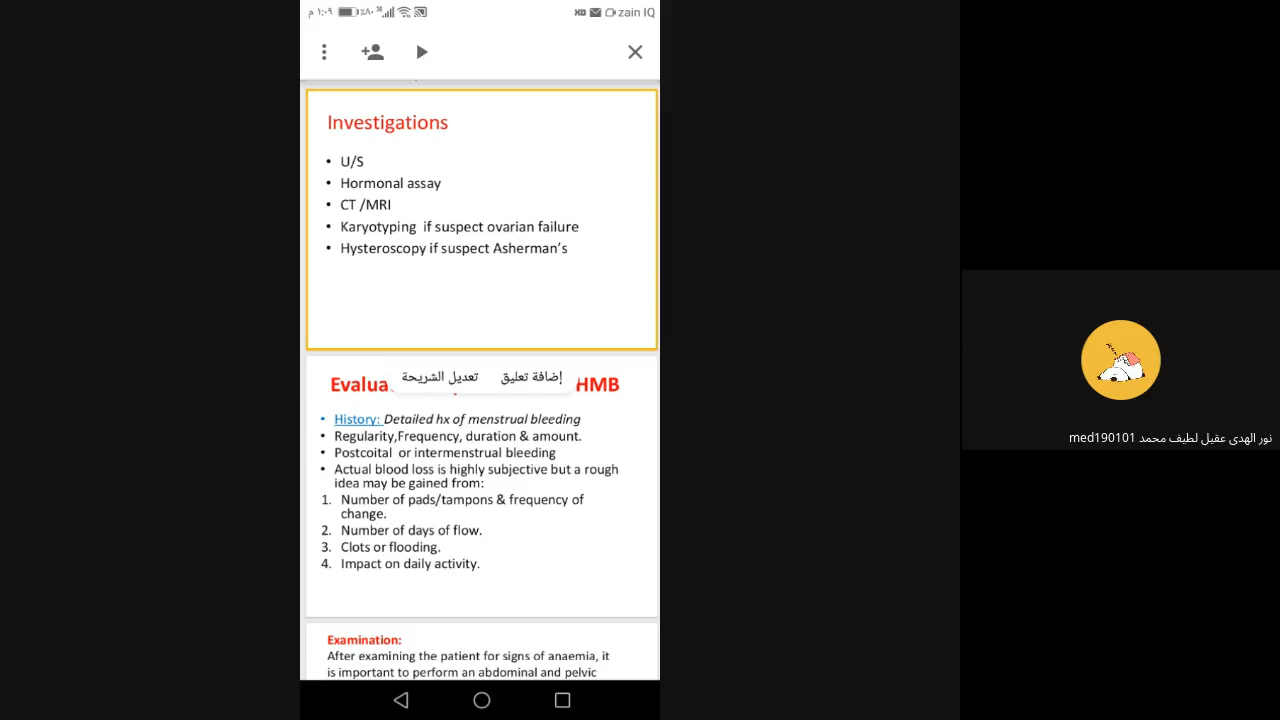 م ١:٠٩ ٪٨٠ zain IQ
Investigations
• U/S
• Hormonal assay
• CT /MRI
• Karyotyping if suspect ovarian failure
• Hysteroscopy if suspect Asherman's
إضافة تعليق تعديل الشريحة
HMB
• History: Detailed hx of menstrual bleeding
• Regularity,Frequency, duration & amount.
• Postcoital or intermenstrual bleeding
• Actual blood loss is highly subjective but a rough
idea may be gained from:
1. Number of pads/tampons & frequency of
change.
2. Number of days of flow.
3. Clots or flooding.
4. Impact on daily activity.
Examination:
After examining the patient for signs of anaemia, it
is important to perform an abdominal and pelvic
نور الهدى عقيل لطيف محمد med190101